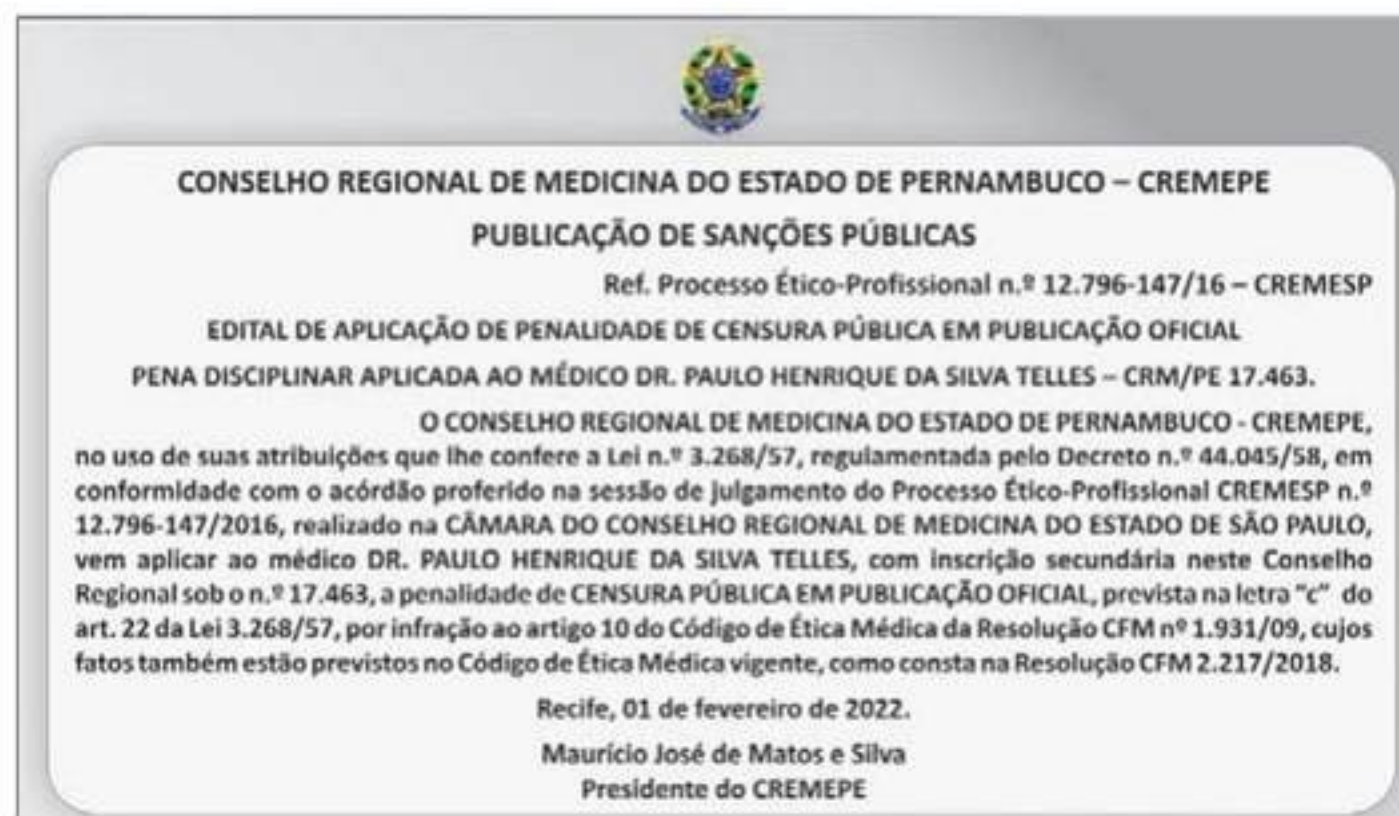 CONSELHO REGIONAL DE MEDICINA DO ESTADO DE PERNAMBUCO – CREMEPE
PUBLICAÇÃO DE SANÇÕES PÚBLICAS
Ref. Processo Ético-Profissional n.º 12.796-147/16 – CREMESP
EDITAL DE APLICAÇÃO DE PENALIDADE DE CENSURA PÚBLICA EM PUBLICAÇÃO OFICIAL
PENA DISCIPLINAR APLICADA AO MÉDICO DR. PAULO HENRIQUE DA SILVA TELLES – CRM/PE 17.463.
O CONSELHO REGIONAL DE MEDICINA DO ESTADO DE PERNAMBUCO - CREMEPE,
no uso de suas atribuições que lhe confere a Lei n.º 3.268/57, regulamentada pelo Decreto n.º 44.045/58, em
conformidade com o acórdão proferido na sessão de julgamento do Processo Ético-Profissional CREMESP n.º
12.796-147/2016, realizado na CÂMARA DO CONSELHO REGIONAL DE MEDICINA DO ESTADO DE SÃO PAULO,
vem aplicar ao médico DR. PAULO HENRIQUE DA SILVA TELLES, com inscrição secundária neste Conselho
Regional sob o n.º 17.463, a penalidade de CENSURA PÚBLICA EM PUBLICAÇÃO OFICIAL, prevista na letra "c" do
art. 22 da Lei 3.268/57, por infração ao artigo 10 do Código de Ética Médica da Resolução CFM nº 1.931/09, cujos
fatos também estão previstos no Código de Ética Médica vigente, como consta na Resolução CFM 2.217/2018.
Recife, 01 de fevereiro de 2022.
Maurício José de Matos e Silva
Presidente do CREMEPE